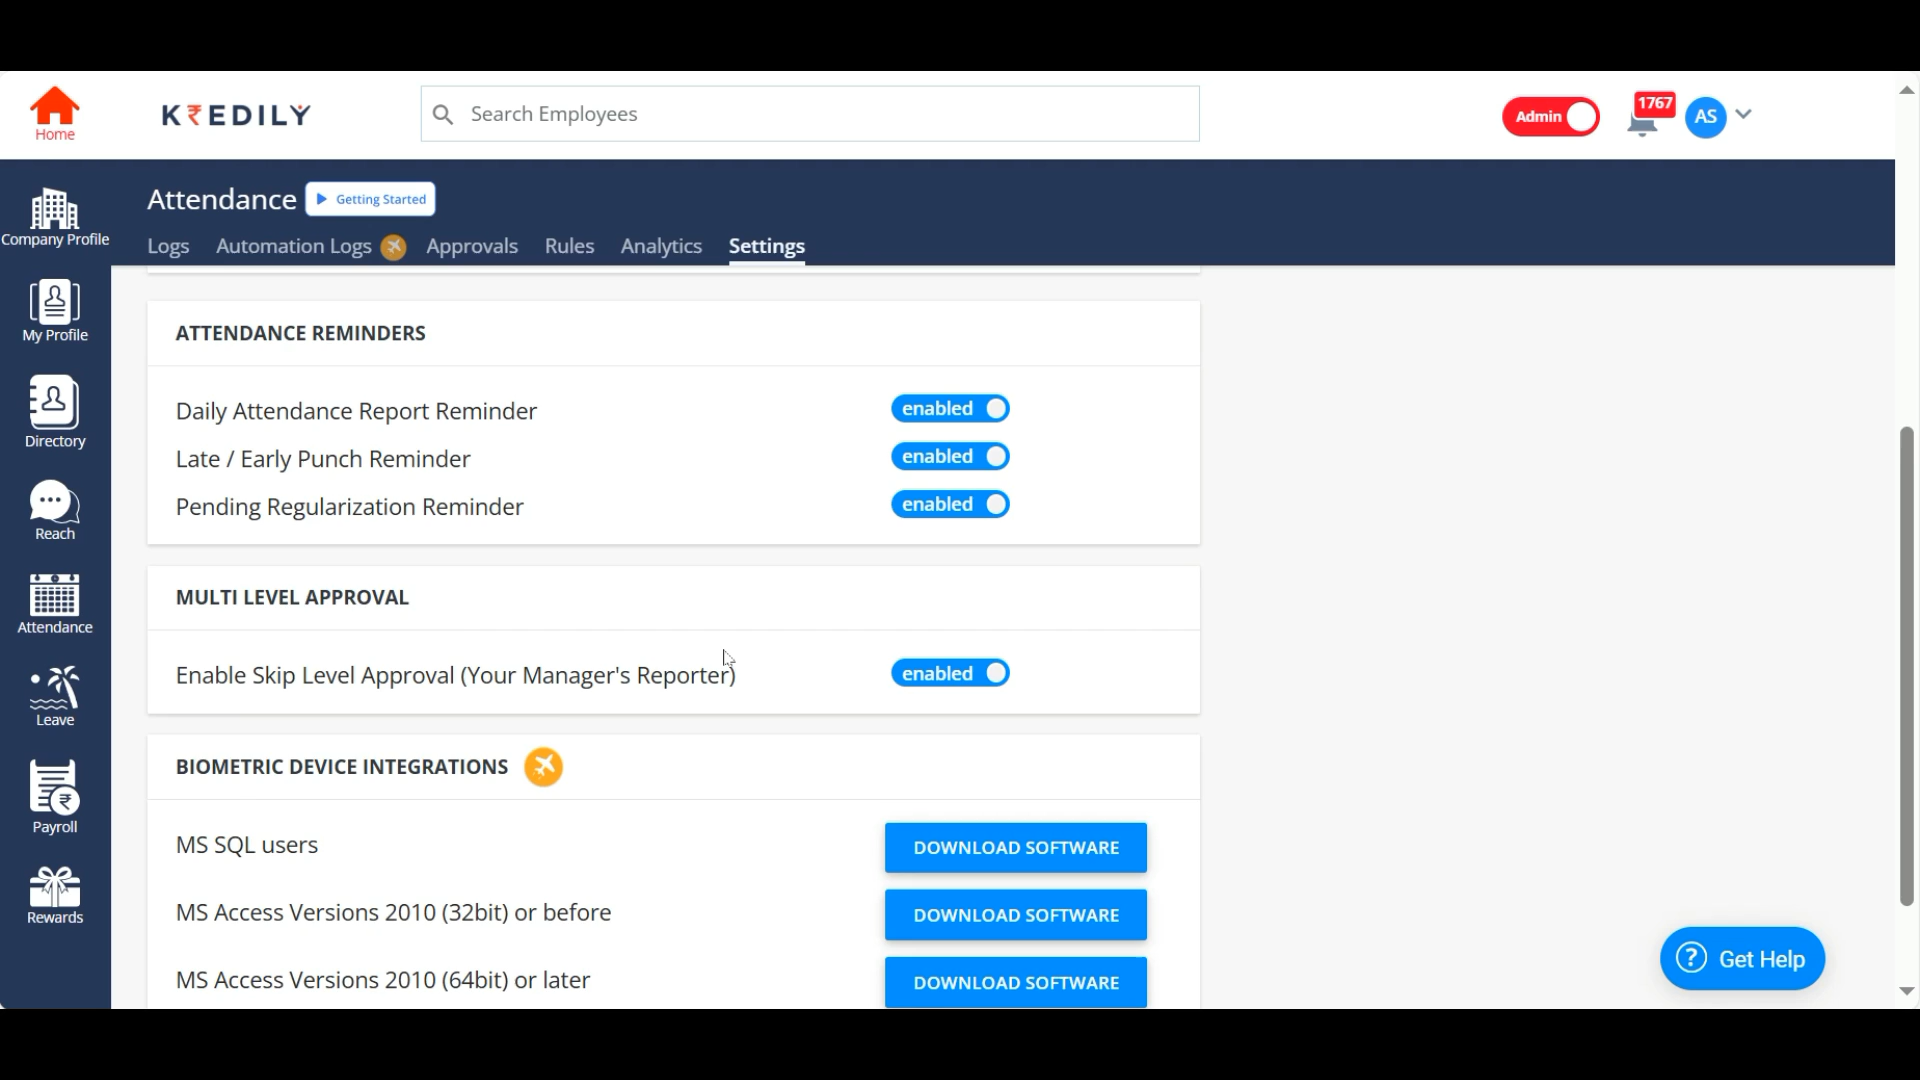 Home
K₹EDILY
Search Employees
Admin
1767
AS
Attendance
Getting Started
Logs
Automation Logs
Approvals
Rules
Analytics
Settings
Company Profile
My Profile
Directory
Reach
Attendance
Leave
Payroll
Rewards
ATTENDANCE REMINDERS
Daily Attendance Report Reminder
enabled
Late / Early Punch Reminder
enabled
Pending Regularization Reminder
enabled
MULTI LEVEL APPROVAL
Enable Skip Level Approval (Your Manager's Reporter)
enabled
BIOMETRIC DEVICE INTEGRATIONS
MS SQL users
DOWNLOAD SOFTWARE
MS Access Versions 2010 (32bit) or before
DOWNLOAD SOFTWARE
MS Access Versions 2010 (64bit) or later
DOWNLOAD SOFTWARE
Get Help